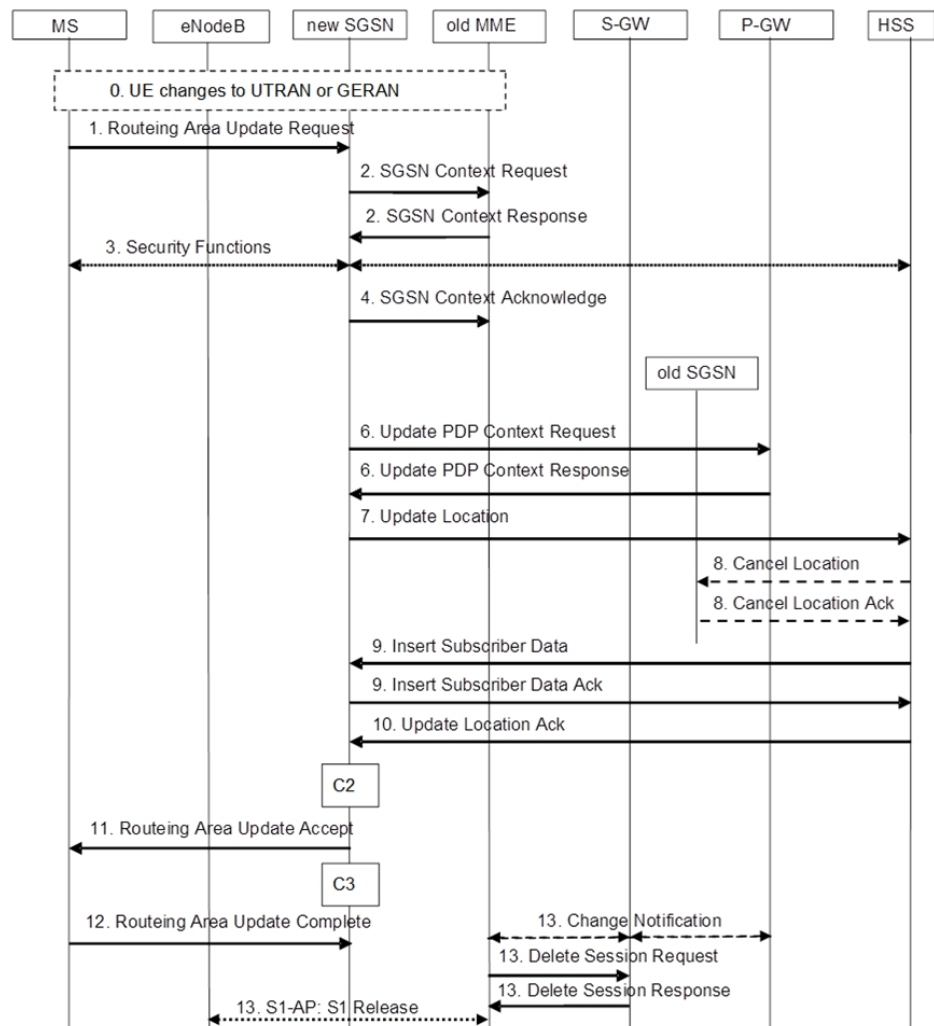 MS
eNodeB
new SGSN
old MME
S-GW
P-GW
HSS
0. UE changes to UTRAN or GERAN
1. Routeing Area Update Request
2. SGSN Context Request
2. SGSN Context Response
3. Security Functions
4. SGSN Context Acknowledge
old SGSN
6. Update PDP Context Request
6. Update PDP Context Response
7. Update Location
8. Cancel Location
8. Cancel Location Ack
9. Insert Subscriber Data
9. Insert Subscriber Data Ack
10. Update Location Ack
C2
11. Routeing Area Update Accept
C3
12. Routeing Area Update Complete
13. Change Notification
13. Delete Session Request
13. Delete Session Response
13. S1-AP: S1 Release